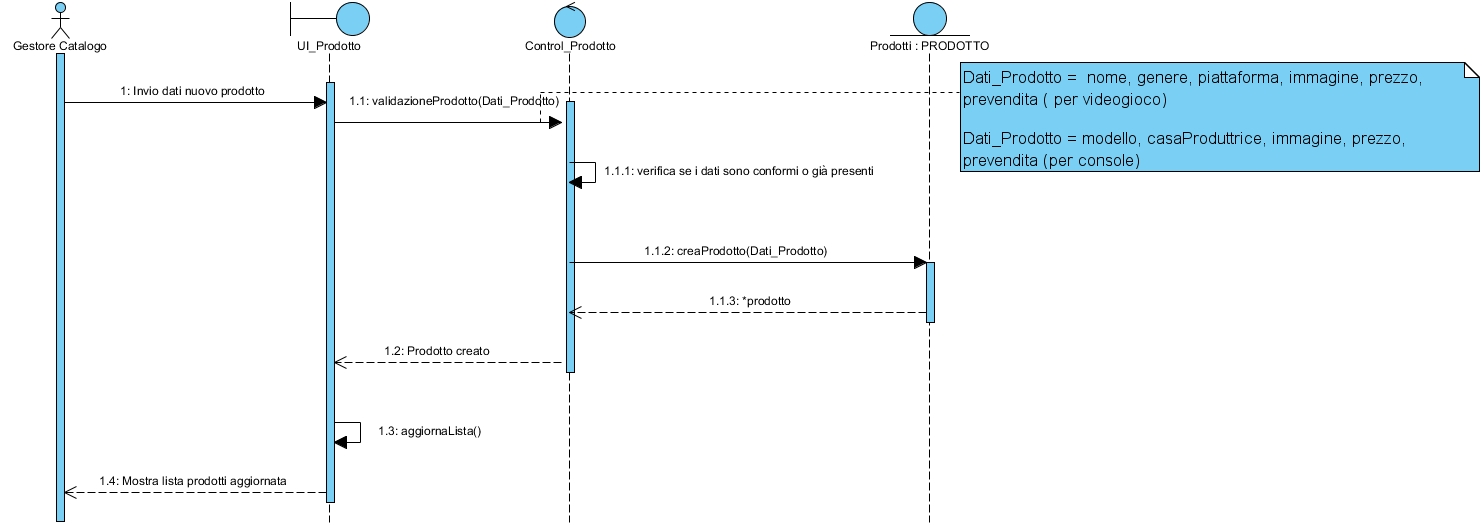 Gestore Catalogo
UI_Prodotto
Control_Prodotto
Prodotti : PRODOTTO
Dati_Prodotto = nome, genere, piattaforma, immagine, prezzo,
prevendita ( per videogioco)
Dati_Prodotto = modello, casaProduttrice, immagine, prezzo,
prevendita (per console)
1: Invio dati nuovo prodotto
1.1: validazioneProdotto(Dati_Prodotto)
1.1.1: verifica se i dati sono conformi o già presenti
1.1.2: creaProdotto(Dati_Prodotto)
1.1.3: *prodotto
1.2: Prodotto creato
1.3: aggiornaLista()
1.4: Mostra lista prodotti aggiornata